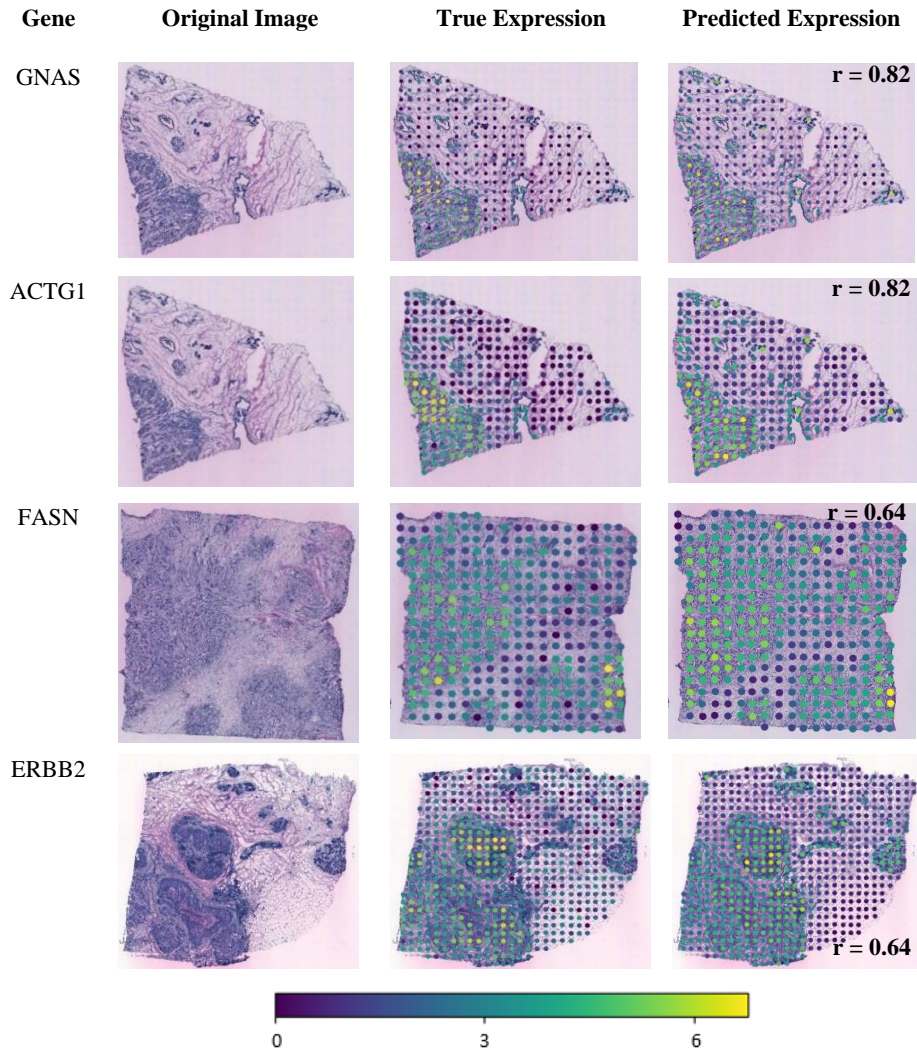 Gene Original Image True Expression Predicted Expression
GNAS
r = 0.82
ACTG1
r = 0.82
FASN
r = 0.64
ERBB2
r = 0.64
0 3 6